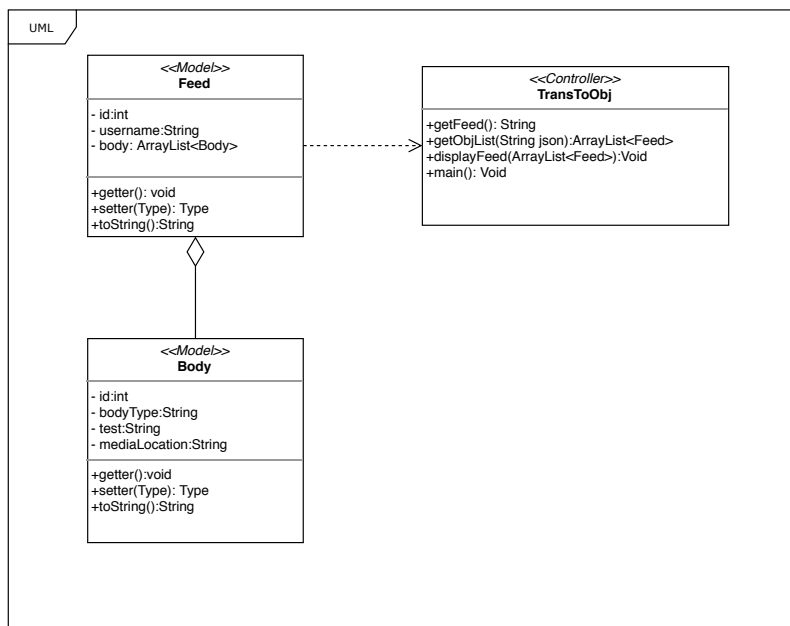 UML
<<Model>>
Feed
- id:int
- username:String
- body: ArrayList<Body>
+getter(): void
+setter(Type): Type
+toString():String
<<Controller>>
TransToObj
+getFeed(): String
+getObjList(String json):ArrayList<Feed>
+displayFeed(ArrayList<Feed>):Void
+main(): Void
<<Model>>
Body
- id:int
- bodyType:String
- test:String
- mediaLocation:String
+getter():void
+setter(Type): Type
+toString():String